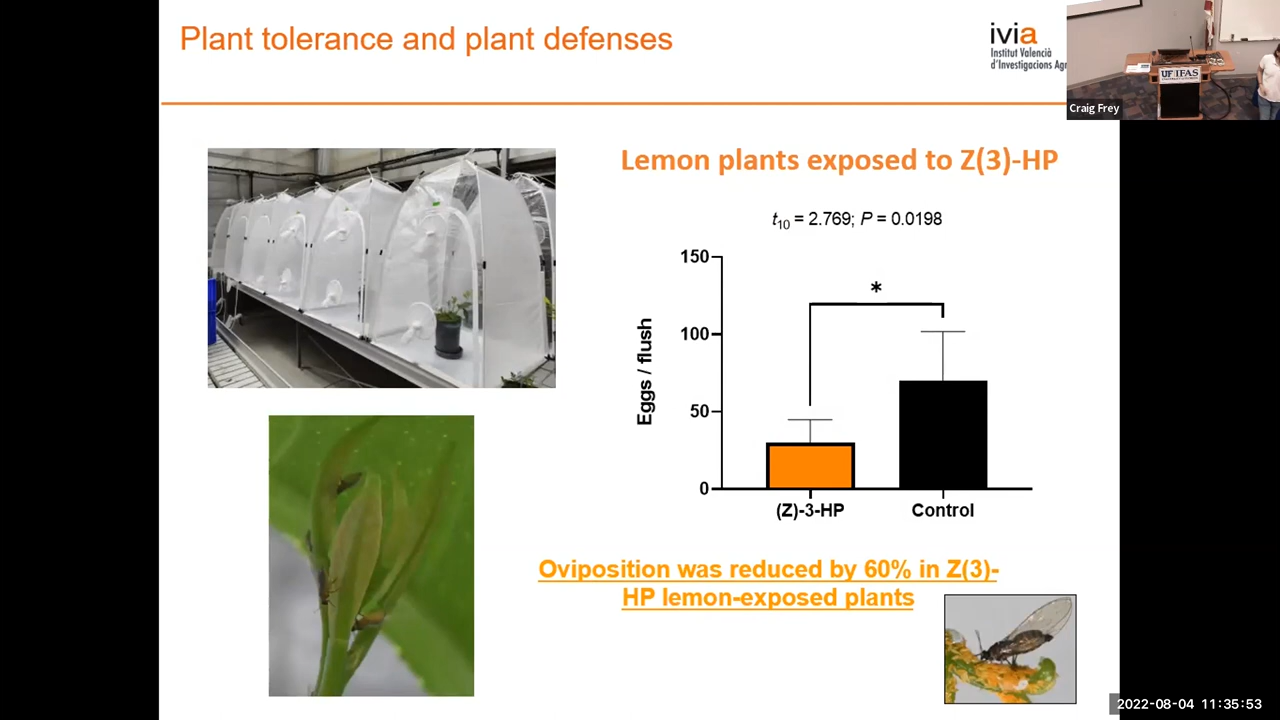 Plant tolerance and plant defenses
ivia
Institut Valencià
d'Investigacions Agr
UF IFAS
Craig Frey
Lemon plants exposed to Z(3)-HP
t10 = 2.769; P = 0.0198
*
150
100
50
0
Eggs / flush
(Z)-3-HP
Control
Oviposition was reduced by 60% in Z(3)-
HP lemon-exposed plants
2022-08-04 11:35:53